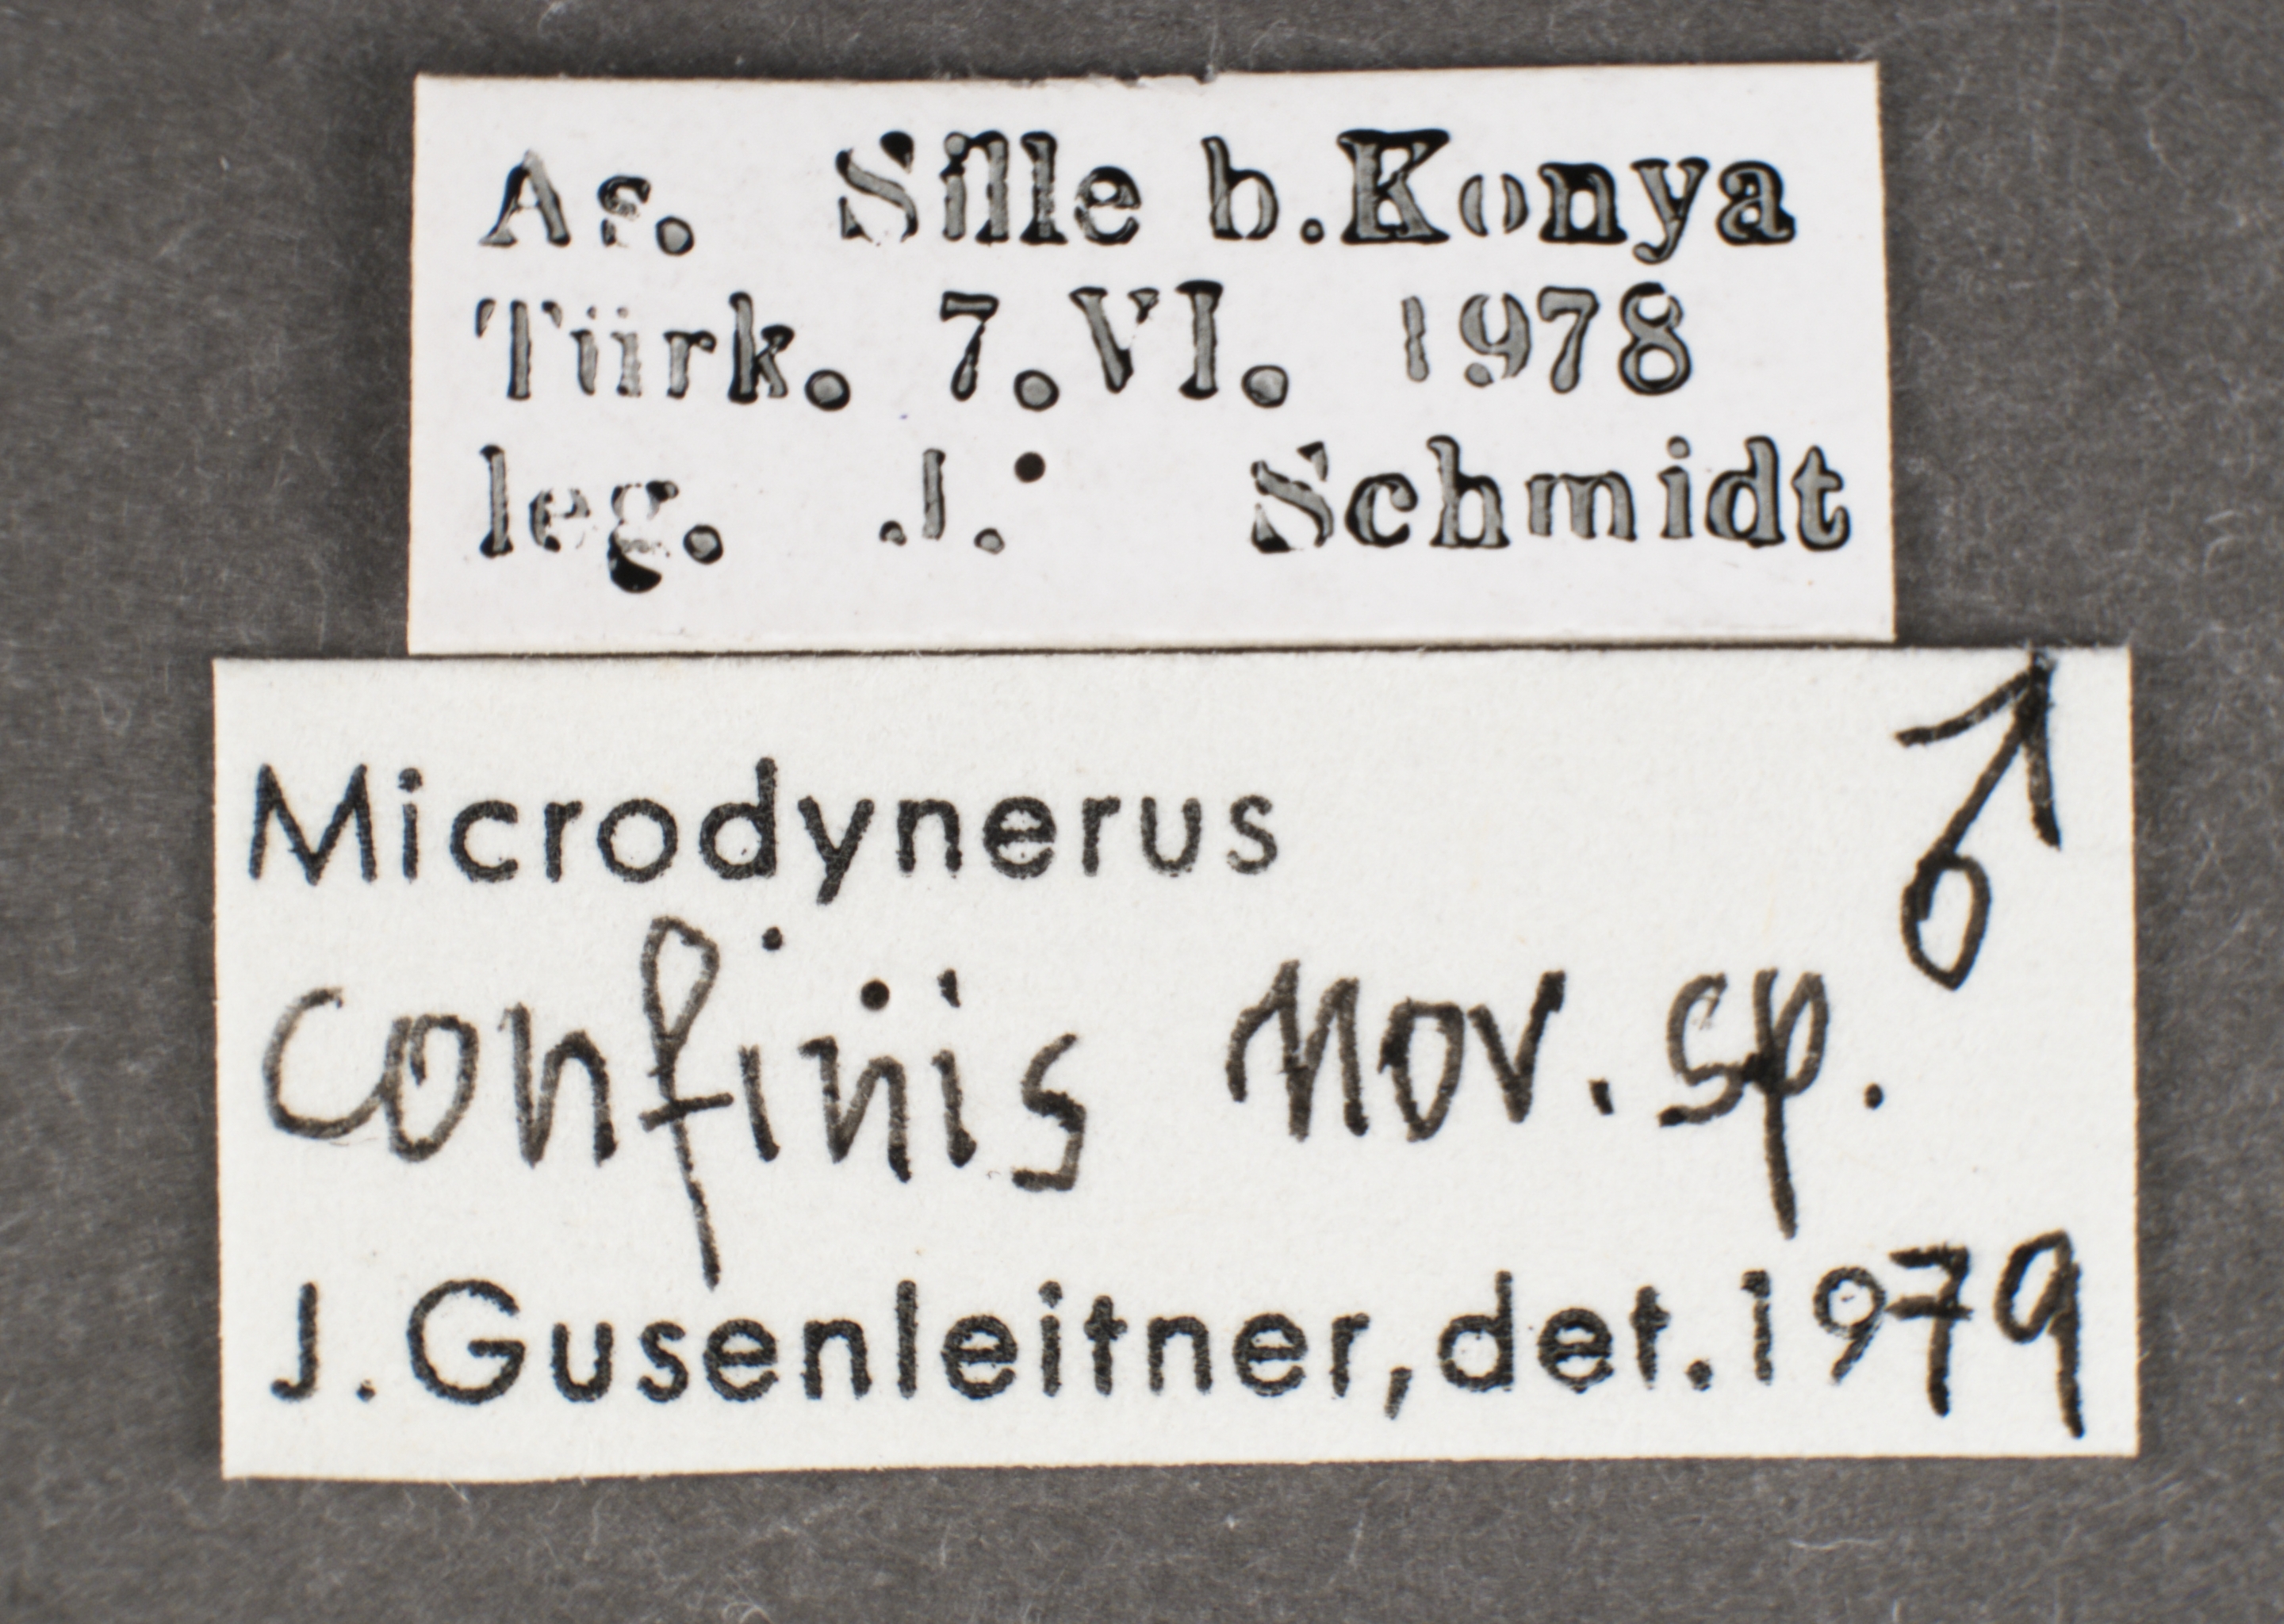 As. Sille b.Konya
Türk. 7.VI. 1978
leg. J. Schmidt
Microdynerus ♂
confinis nov. sp.
J. Gusenleitner, det. 1979